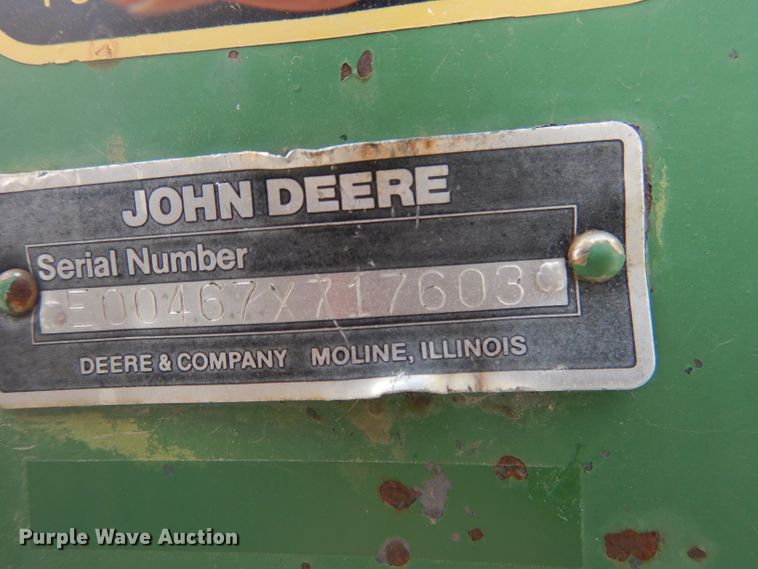 JOHN DEERE
Serial Number
E00467X717603
DEERE & COMPANY MOLINE, ILLINOIS
Purple Wave Auction